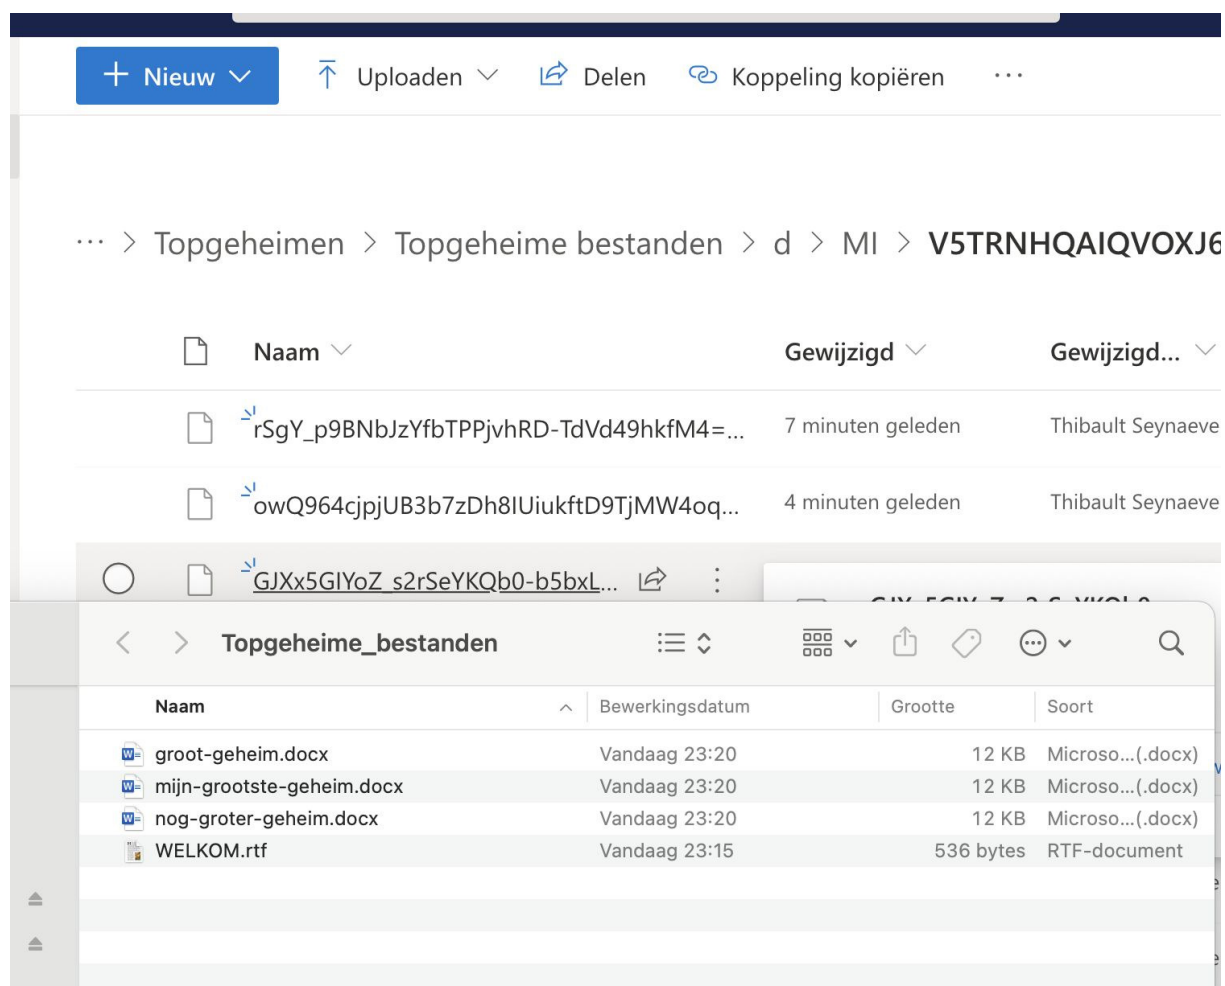 Nieuw Uploaden Delen Koppeling kopiëren ···
··· > Topgeheimen > Topgeheime bestanden > d > MI > V5TRNHQAIQVOXJ6
Naam Gewijzigd Gewijzigd...
rSgY_p9BNbJzYfbTPPjvhRD-TdVd49hkfM4=... 7 minuten geleden Thibault Seynaeve
owQ964cjpjUB3b7zDh8IUiukftD9TjMW4oq... 4 minuten geleden Thibault Seynaeve
GJXx5GIYoZ_s2rSeYKQb0-b5bxL...
Topgeheime_bestanden
Naam Bewerkingsdatum Grootte Soort
groot-geheim.docx Vandaag 23:20 12 KB Microso...(.docx)
mijn-grootste-geheim.docx Vandaag 23:20 12 KB Microso...(.docx)
nog-groter-geheim.docx Vandaag 23:20 12 KB Microso...(.docx)
WELKOM.rtf Vandaag 23:15 536 bytes RTF-document